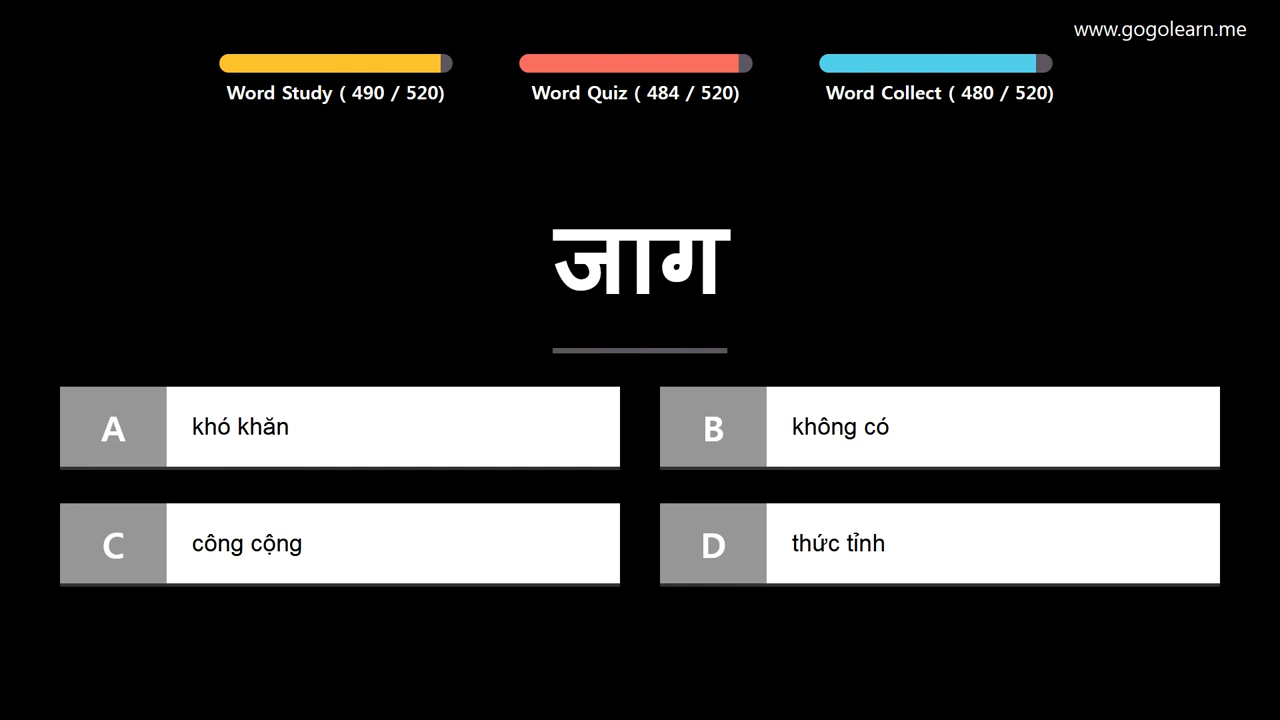 www.gogolearn.me
Word Study ( 490 / 520)
Word Quiz ( 484 / 520)
Word Collect ( 480 / 520)
जाग
A khó khăn
B không có
C công cộng
D thức tỉnh